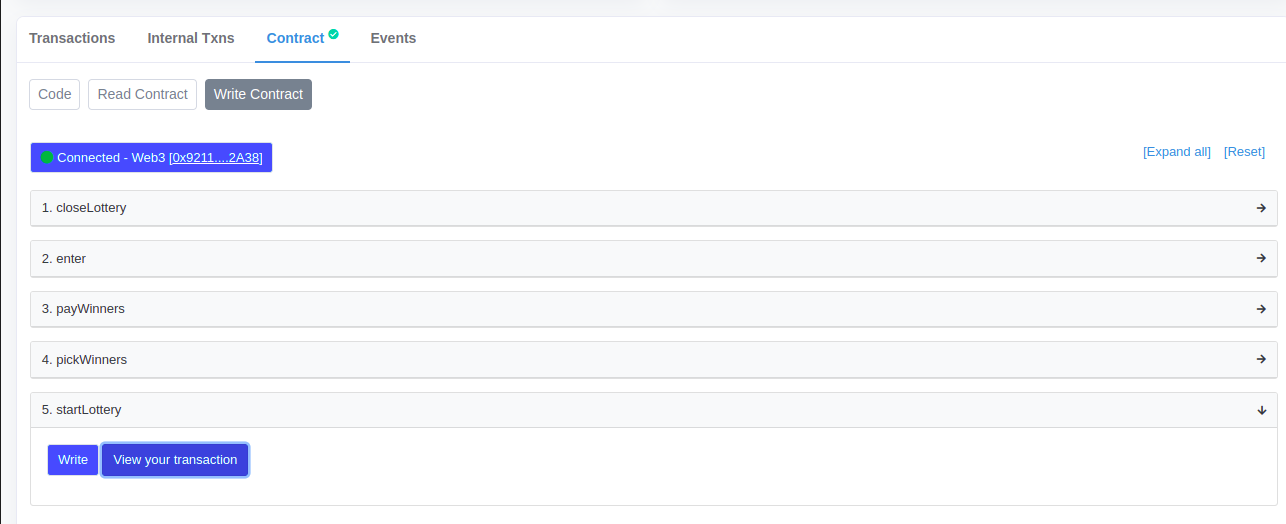 Transactions Internal Txns Contract Events
Code Read Contract Write Contract
Connected - Web3 [0x9211....2A38] [Expand all] [Reset]
1. closeLottery
2. enter
3. payWinners
4. pickWinners
5. startLottery
Write View your transaction